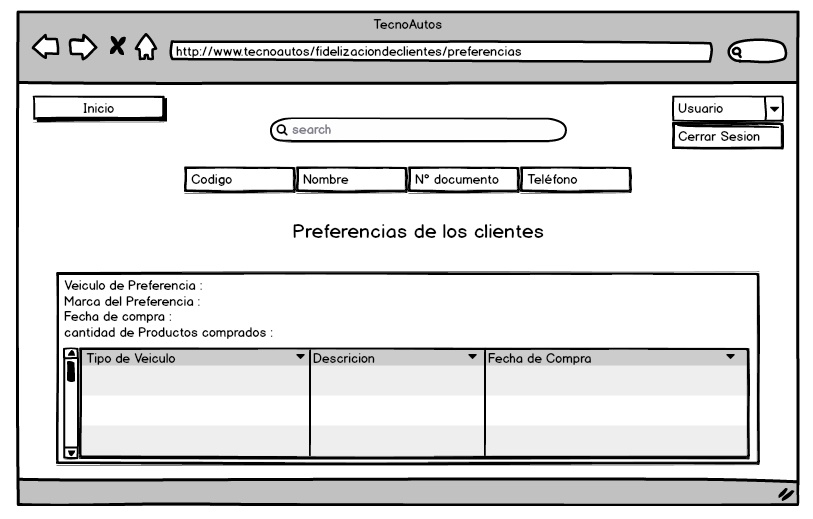 TecnoAutos
http://www.tecnoautos/fidelizaciondeclientes/preferencias
Inicio
Usuario
search
Cerrar Sesion
Codigo Nombre Nº documento Teléfono
Preferencias de los clientes
Veiculo de Preferencia :
Marca del Preferencia :
Fecha de compra :
cantidad de Productos comprados :
Tipo de Veiculo Descricion Fecha de Compra